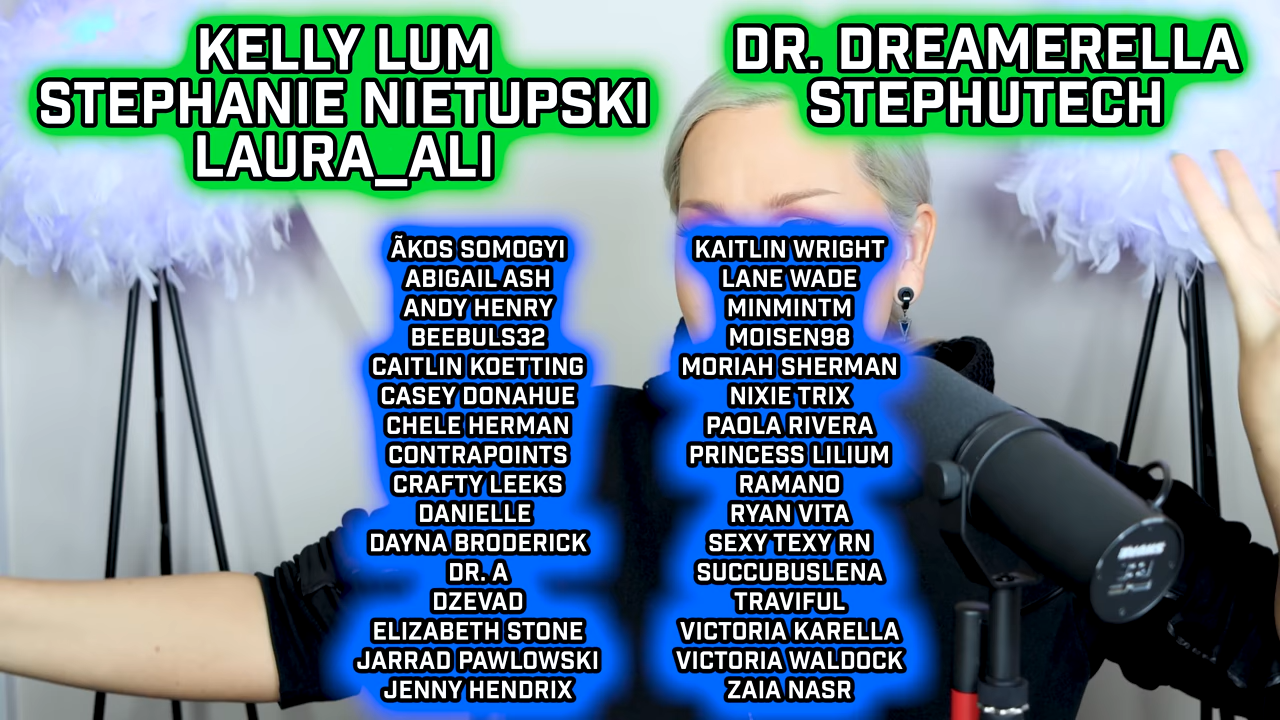 KELLY LUM
STEPHANIE NIETUPSKI
LAURA_ALI
DR. DREAMERELLA
STEPHUTECH
ÃKOS SOMOGYI
ABIGAIL ASH
ANDY HENRY
BEEBULS32
CAITLIN KOETTING
CASEY DONAHUE
CHELE HERMAN
CONTRAPOINTS
CRAFTY LEEKS
DANIELLE
DAYNA BRODERICK
DR. A
DZEVAD
ELIZABETH STONE
JARRAD PAWLOWSKI
JENNY HENDRIX
KAITLIN WRIGHT
LANE WADE
MINMINTM
MOISEN98
MORIAH SHERMAN
NIXIE TRIX
PAOLA RIVERA
PRINCESS LILIUM
RAMANO
RYAN VITA
SEXY TEXY RN
SUCCUBUSLENA
TRAVIFUL
VICTORIA KARELLA
VICTORIA WALDOCK
ZAIA NASR